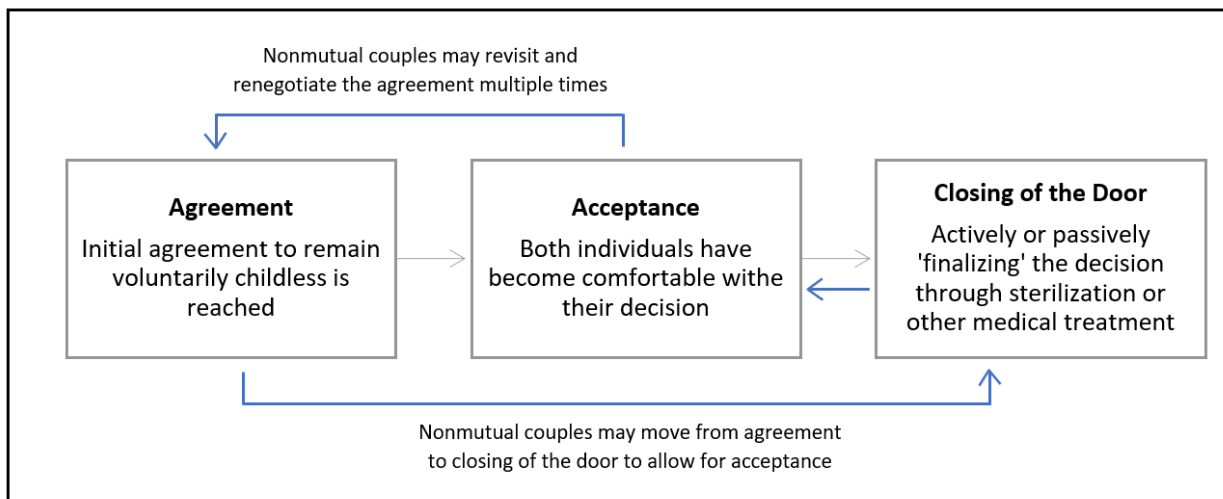 Nonmutual couples may revisit and
renegotiate the agreement multiple times
Agreement
Initial agreement to remain
voluntarily childless is
reached
Acceptance
Both individuals have
become comfortable withe
their decision
Closing of the Door
Actively or passively
'finalizing' the decision
through sterilization or
other medical treatment
Nonmutual couples may move from agreement
to closing of the door to allow for acceptance